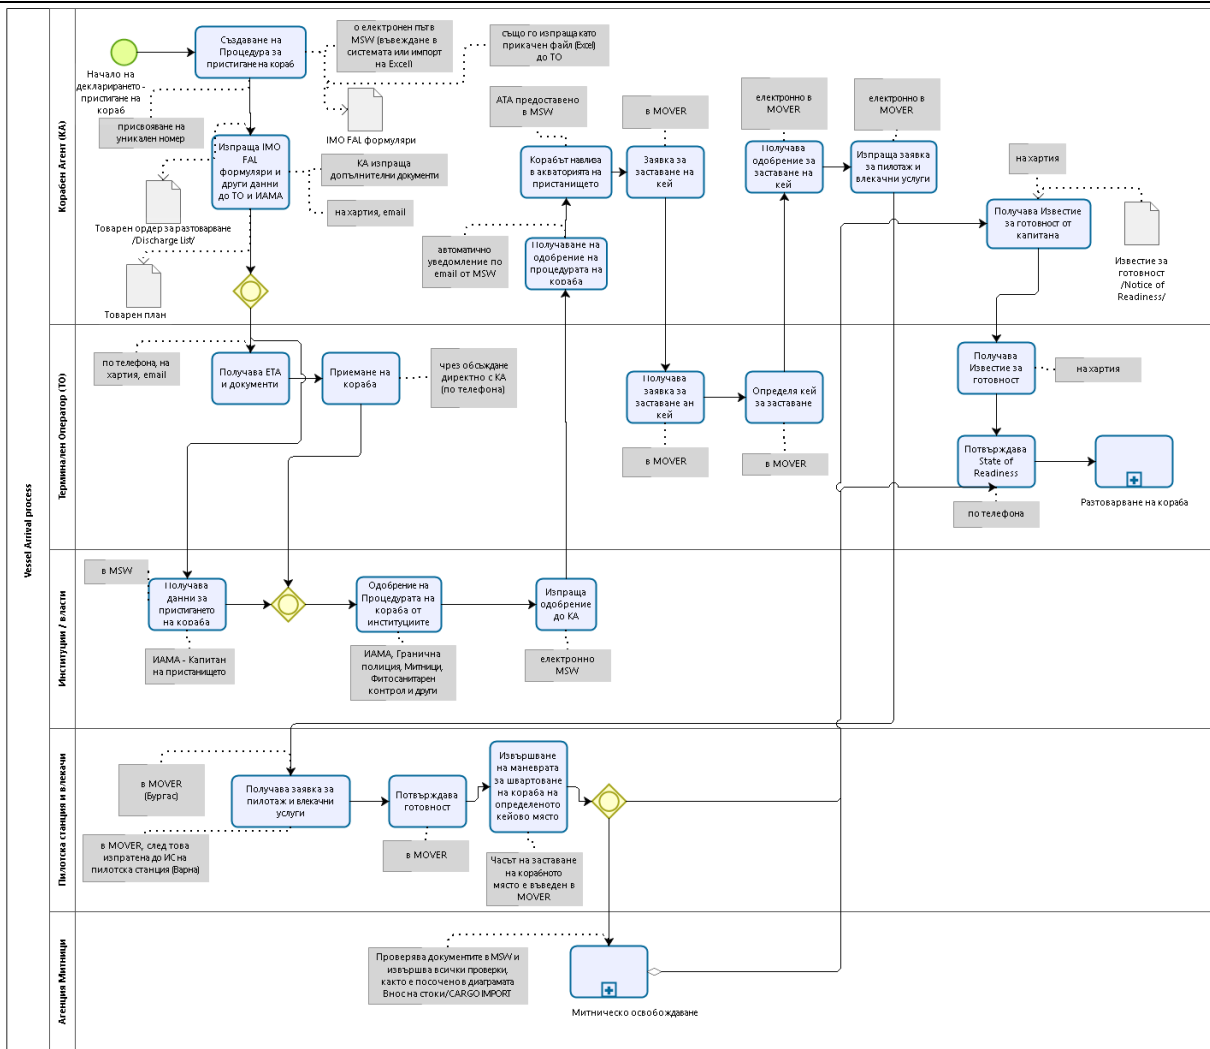 Vessel Arrival process
Корабен Агент (КА)
Начало на
декларирането -
пристигане на
кораб
Създаване на
Процедура за
пристигане на кораб
о електронен път в
MSW (въвеждане в
системата или импорт
на Excel)
също го изпраща като
прикачен файл (Excel)
до ТО
присвояване на
уникален номер
IMO FAL формуляри
Изпраща IMO
FAL
формуляри и
други данни
до ТО и ИАМА
КА изпраща
допълнителни документи
на хартия, email
Товарен ордер за разтоварване
/Discharge List/
Товарен план
АТА предоставено
в MSW
в MOVER
Корабът навлиза
в акваторията на
пристанището
Заявка за
заставане на
кей
автоматично
уведомление по
email от MSW
Получаване на
одобрение на
процедурата на
кораба
електронно в
MOVER
електронно в
MOVER
Получава
одобрение за
заставане на
кей
Изпраща заявка
за пилотаж и
влекачни услуги
на хартия
Получава Известие
за готовност от
капитана
Известие за
готовност
/Notice of
Readiness/
Терминален Оператор (ТО)
по телефона, на
хартия, email
Получава ЕТА
и документи
Приемане на
кораба
чрез обсъждане
директно с КА
(по телефона)
Получава
заявка за
заставане ан
кей
Определя кей
за заставане
в MOVER
в MOVER
Получава
Известие за
готовност
на хартия
Потвърждава
State of
Readiness
по телефона
Разтоварване на кораба
Институции / власти
в MSW
Получава
данни за
пристигането
на кораба
ИАМА - Капитан
на пристанището
Одобрение на
Процедурата на
кораба от
институциите
ИАМА, Гранична
полиция, Митници,
Фитосанитарен
контрол и други
Изпраща
одобрение
до КА
електронно
MSW
Пилотска станция и влекачи
в MOVER
(Бургас)
в MOVER, след това
изпратена до ИС на
пилотска станция (Варна)
Получава заявка за
пилотаж и влекачни
услуги
Потвърждава
готовност
в MOVER
Извършване
на маневрата
за швартоване
на кораба на
определеното
кейово място
Часът на заставане
на корабното
място е въведен в
MOVER
Агенция Митници
Проверява документите в MSW и
извършва всички проверки,
както е посочено в диаграмата
Внос на стоки/CARGO IMPORT
Митническо освобождаване